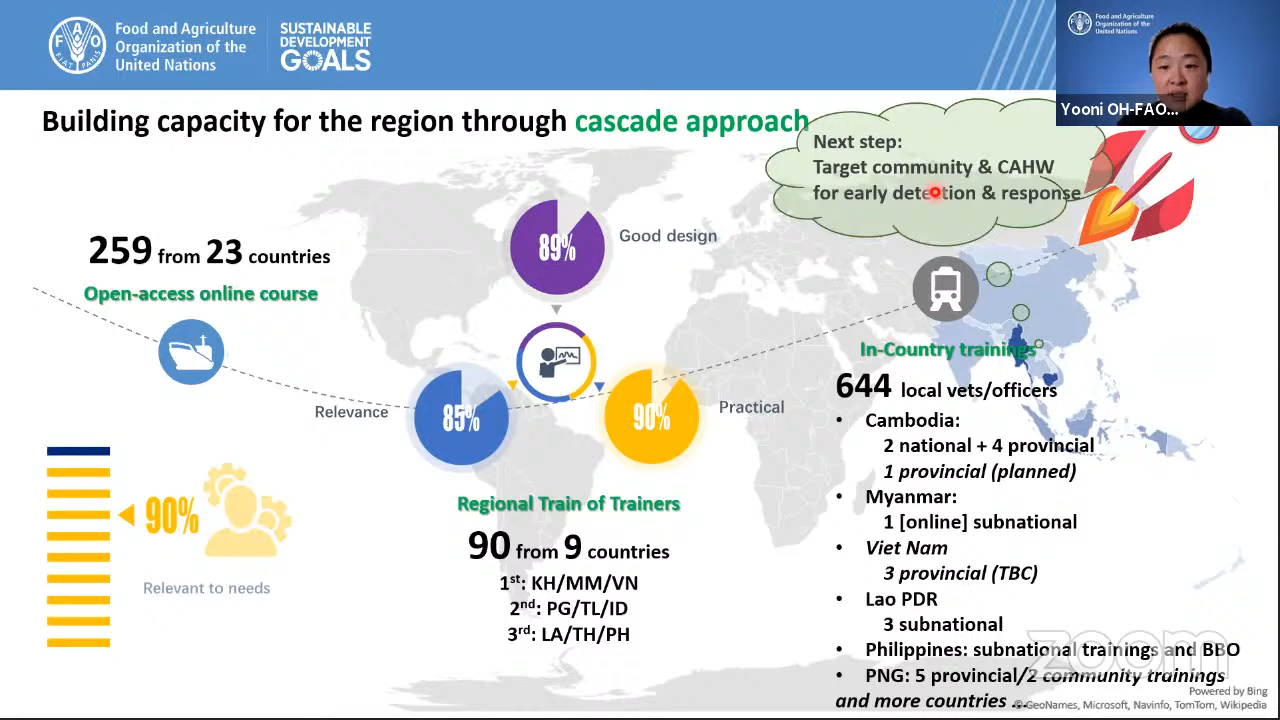 Food and Agriculture
Organization of the
United Nations
SUSTAINABLE
DEVELOPMENT
GOALS
F A O
FIAT PANIS
Food and Agriculture
Organization of the
United Nations
Yooni OH-FAO...
Building capacity for the region through cascade approach
Next step:
Target community & CAHW
for early detection & response
259 from 23 countries
Open-access online course
89%
Good design
Relevance
85%
90%
Practical
90%
Relevant to needs
Regional Train of Trainers
90 from 9 countries
1st: KH/MM/VN
2nd: PG/TL/ID
3rd: LA/TH/PH
In-Country trainings
644 local vets/officers
• Cambodia:
2 national + 4 provincial
1 provincial (planned)
• Myanmar:
1 [online] subnational
• Viet Nam
3 provincial (TBC)
• Lao PDR
3 subnational
• Philippines: subnational trainings and BBO
• PNG: 5 provincial/2 community trainings
and more countries ...
zoom
Powered by Bing
© GeoNames, Microsoft, Navinfo, TomTom, Wikipedia